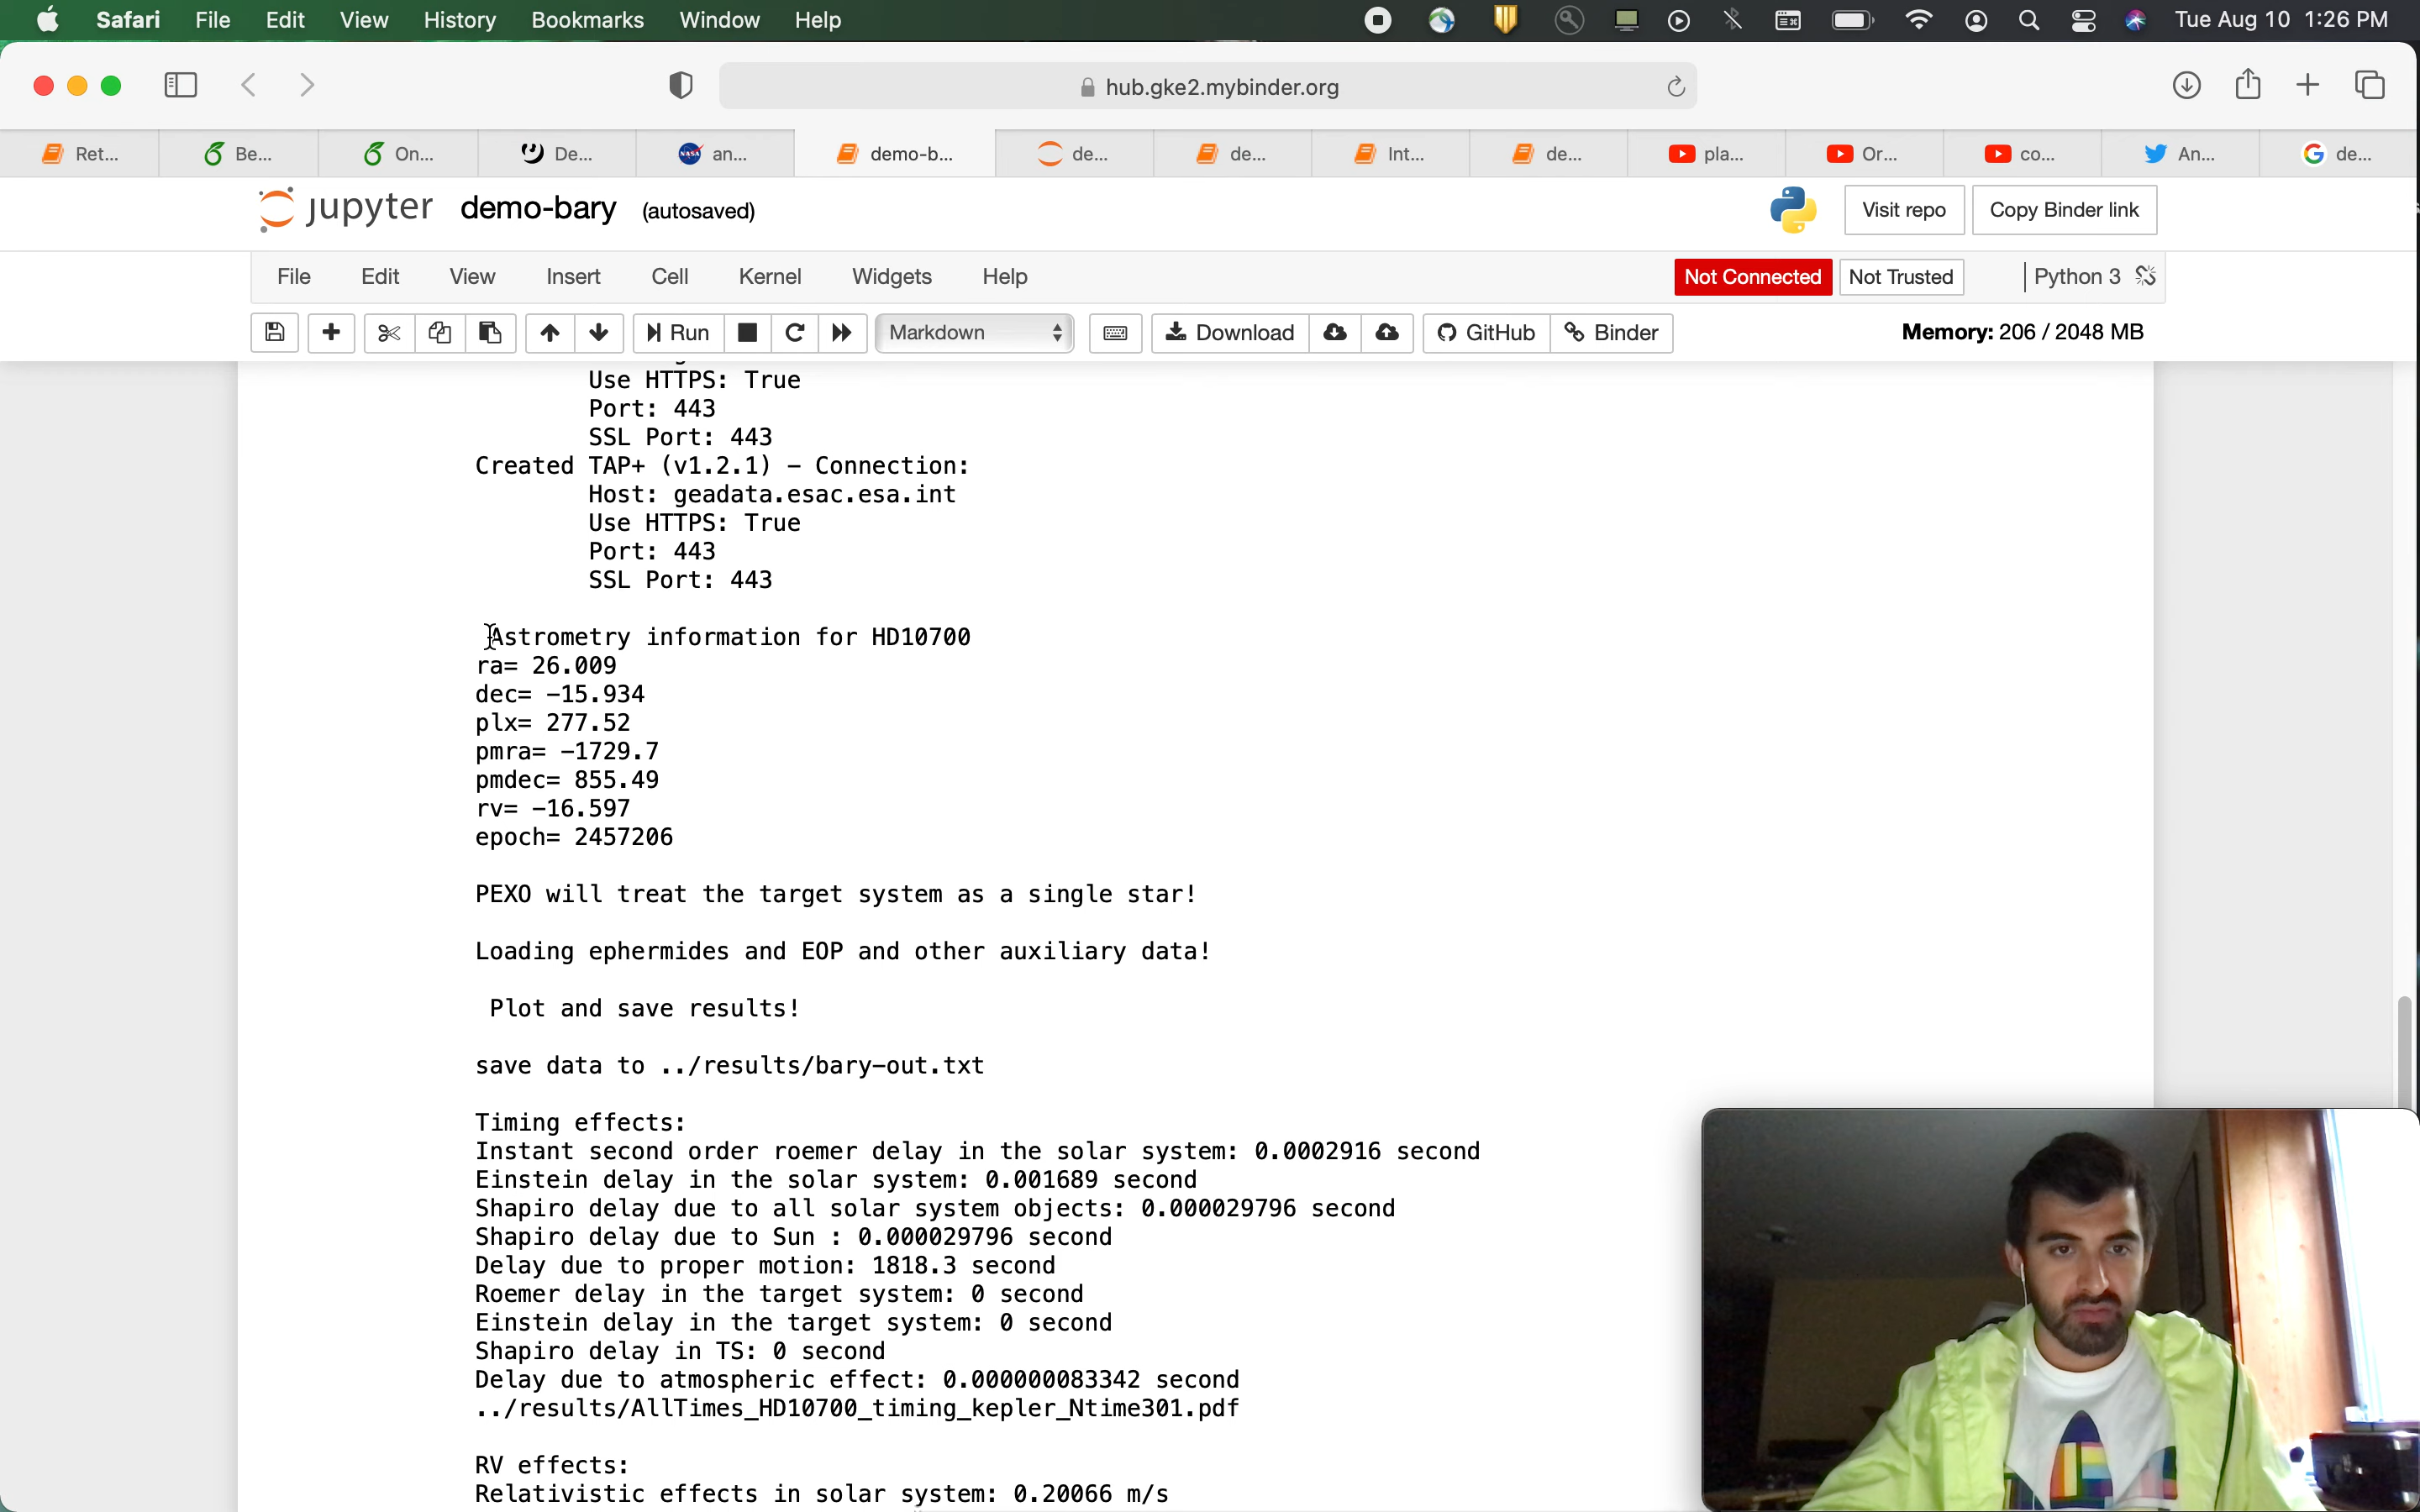 Safari File Edit View History Bookmarks Window Help Tue Aug 10 1:26 PM
hub.gke2.mybinder.org
Ret... Be... On... De... an... demo-b... de... de... Int... de... pla... Or... co... An... de...
jupyter demo-bary (autosaved) Visit repo Copy Binder link
File Edit View Insert Cell Kernel Widgets Help Not Connected Not Trusted Python 3
Run Markdown Download GitHub Binder Memory: 206 / 2048 MB
Use HTTPS: True
Port: 443
SSL Port: 443
Created TAP+ (v1.2.1) - Connection:
Host: geadata.esac.esa.int
Use HTTPS: True
Port: 443
SSL Port: 443
Astrometry information for HD10700
ra= 26.009
dec= -15.934
plx= 277.52
pmra= -1729.7
pmdec= 855.49
rv= -16.597
epoch= 2457206
PEXO will treat the target system as a single star!
Loading ephermides and EOP and other auxiliary data!
Plot and save results!
save data to ../results/bary-out.txt
Timing effects:
Instant second order roemer delay in the solar system: 0.0002916 second
Einstein delay in the solar system: 0.001689 second
Shapiro delay due to all solar system objects: 0.000029796 second
Shapiro delay due to Sun : 0.000029796 second
Delay due to proper motion: 1818.3 second
Roemer delay in the target system: 0 second
Einstein delay in the target system: 0 second
Shapiro delay in TS: 0 second
Delay due to atmospheric effect: 0.000000083342 second
../results/AllTimes_HD10700_timing_kepler_Ntime301.pdf
RV effects:
Relativistic effects in solar system: 0.20066 m/s